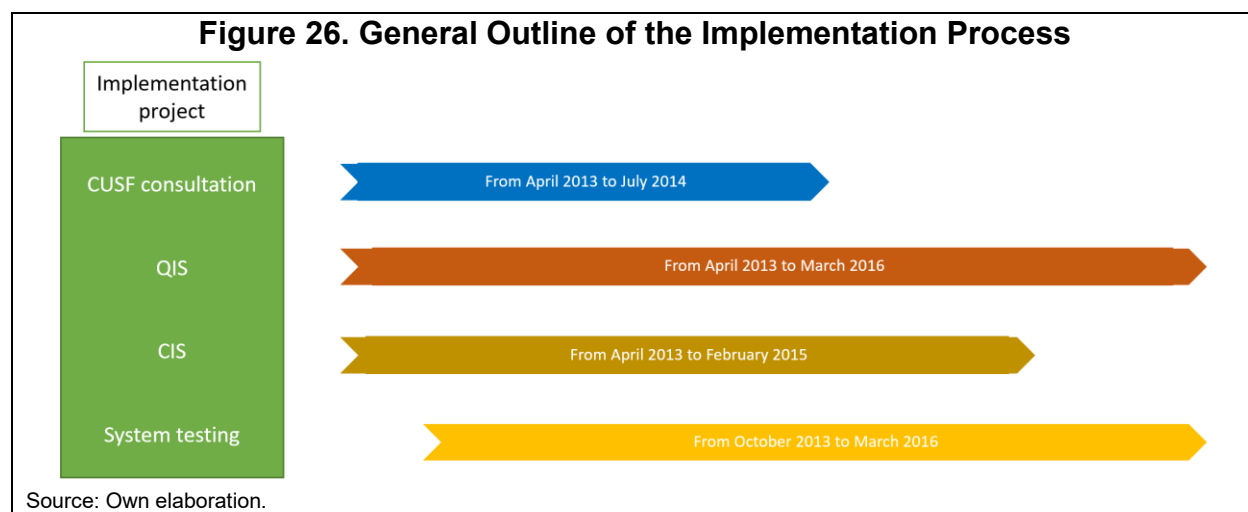 Figure 26. General Outline of the Implementation Process
Implementation
project
CUSF consultation
From April 2013 to July 2014
QIS
From April 2013 to March 2016
CIS
From April 2013 to February 2015
System testing
From October 2013 to March 2016
Source: Own elaboration.